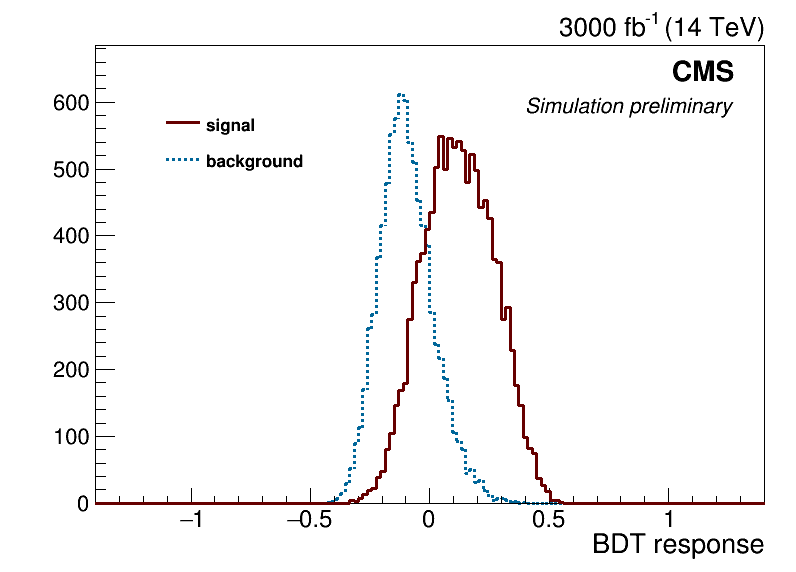 3000 fb⁻¹ (14 TeV)
CMS
Simulation preliminary
signal
background
600
500
400
300
200
100
0
−1
−0.5
0
0.5
1
BDT response